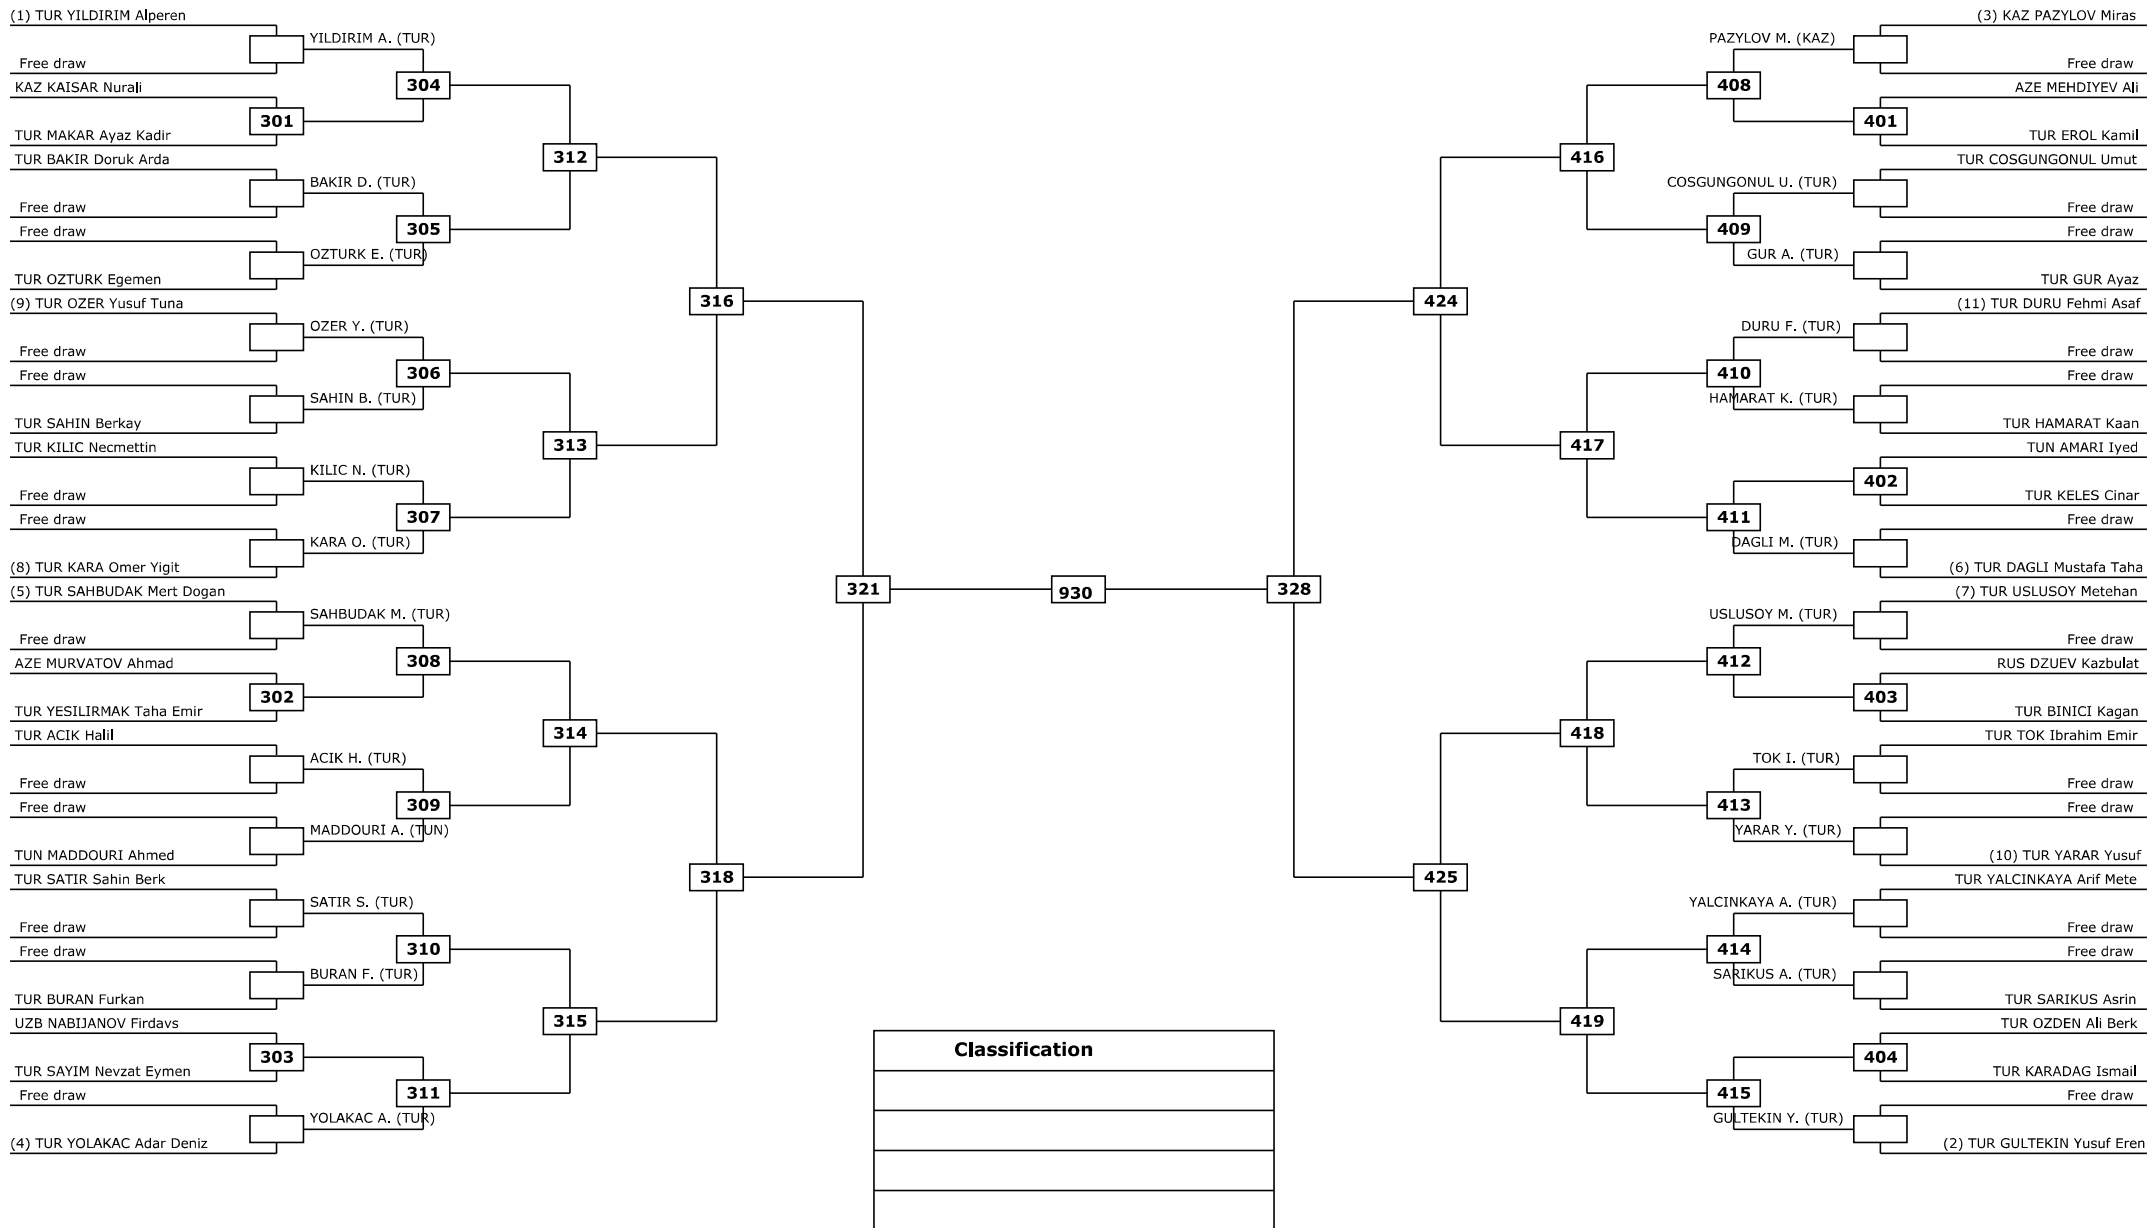 (1) TUR YILDIRIM Alperen
YILDIRIM A. (TUR)
Free draw
304
KAZ KAISAR Nurali
301
TUR MAKAR Ayaz Kadir
312
TUR BAKIR Doruk Arda
BAKIR D. (TUR)
Free draw
305
Free draw
OZTURK E. (TUR)
TUR OZTURK Egemen
316
(9) TUR OZER Yusuf Tuna
OZER Y. (TUR)
Free draw
306
Free draw
SAHIN B. (TUR)
TUR SAHIN Berkay
313
TUR KILIC Necmettin
KILIC N. (TUR)
Free draw
307
Free draw
KARA O. (TUR)
(8) TUR KARA Omer Yigit
321
(5) TUR SAHBUDAK Mert Dogan
SAHBUDAK M. (TUR)
Free draw
308
AZE MURVATOV Ahmad
302
TUR YESILIRMAK Taha Emir
314
TUR ACIK Halil
ACIK H. (TUR)
Free draw
309
Free draw
MADDOURI A. (TUN)
TUN MADDOURI Ahmed
318
TUR SATIR Sahin Berk
SATIR S. (TUR)
Free draw
310
Free draw
BURAN F. (TUR)
TUR BURAN Furkan
315
UZB NABIJANOV Firdavs
303
TUR SAYIM Nevzat Eymen
311
Free draw
YOLAKAC A. (TUR)
(4) TUR YOLAKAC Adar Deniz
930
(3) KAZ PAZYLOV Miras
PAZYLOV M. (KAZ)
Free draw
408
AZE MEHDIYEV Ali
401
TUR EROL Kamil
416
TUR COSGUNGONUL Umut
COSGUNGONUL U. (TUR)
Free draw
409
Free draw
GUR A. (TUR)
TUR GUR Ayaz
424
(11) TUR DURU Fehmi Asaf
DURU F. (TUR)
Free draw
410
Free draw
HAMARAT K. (TUR)
TUR HAMARAT Kaan
417
TUN AMARI Iyed
402
TUR KELES Cinar
411
Free draw
DAGLI M. (TUR)
(6) TUR DAGLI Mustafa Taha
328
(7) TUR USLUSOY Metehan
USLUSOY M. (TUR)
Free draw
412
RUS DZUEV Kazbulat
403
TUR BINICI Kagan
418
TUR TOK Ibrahim Emir
TOK I. (TUR)
Free draw
413
Free draw
YARAR Y. (TUR)
(10) TUR YARAR Yusuf
425
TUR YALCINKAYA Arif Mete
YALCINKAYA A. (TUR)
Free draw
414
Free draw
SARIKUS A. (TUR)
TUR SARIKUS Asrin
419
TUR OZDEN Ali Berk
404
TUR KARADAG Ismail
415
Free draw
GULTEKIN Y. (TUR)
(2) TUR GULTEKIN Yusuf Eren
Classification